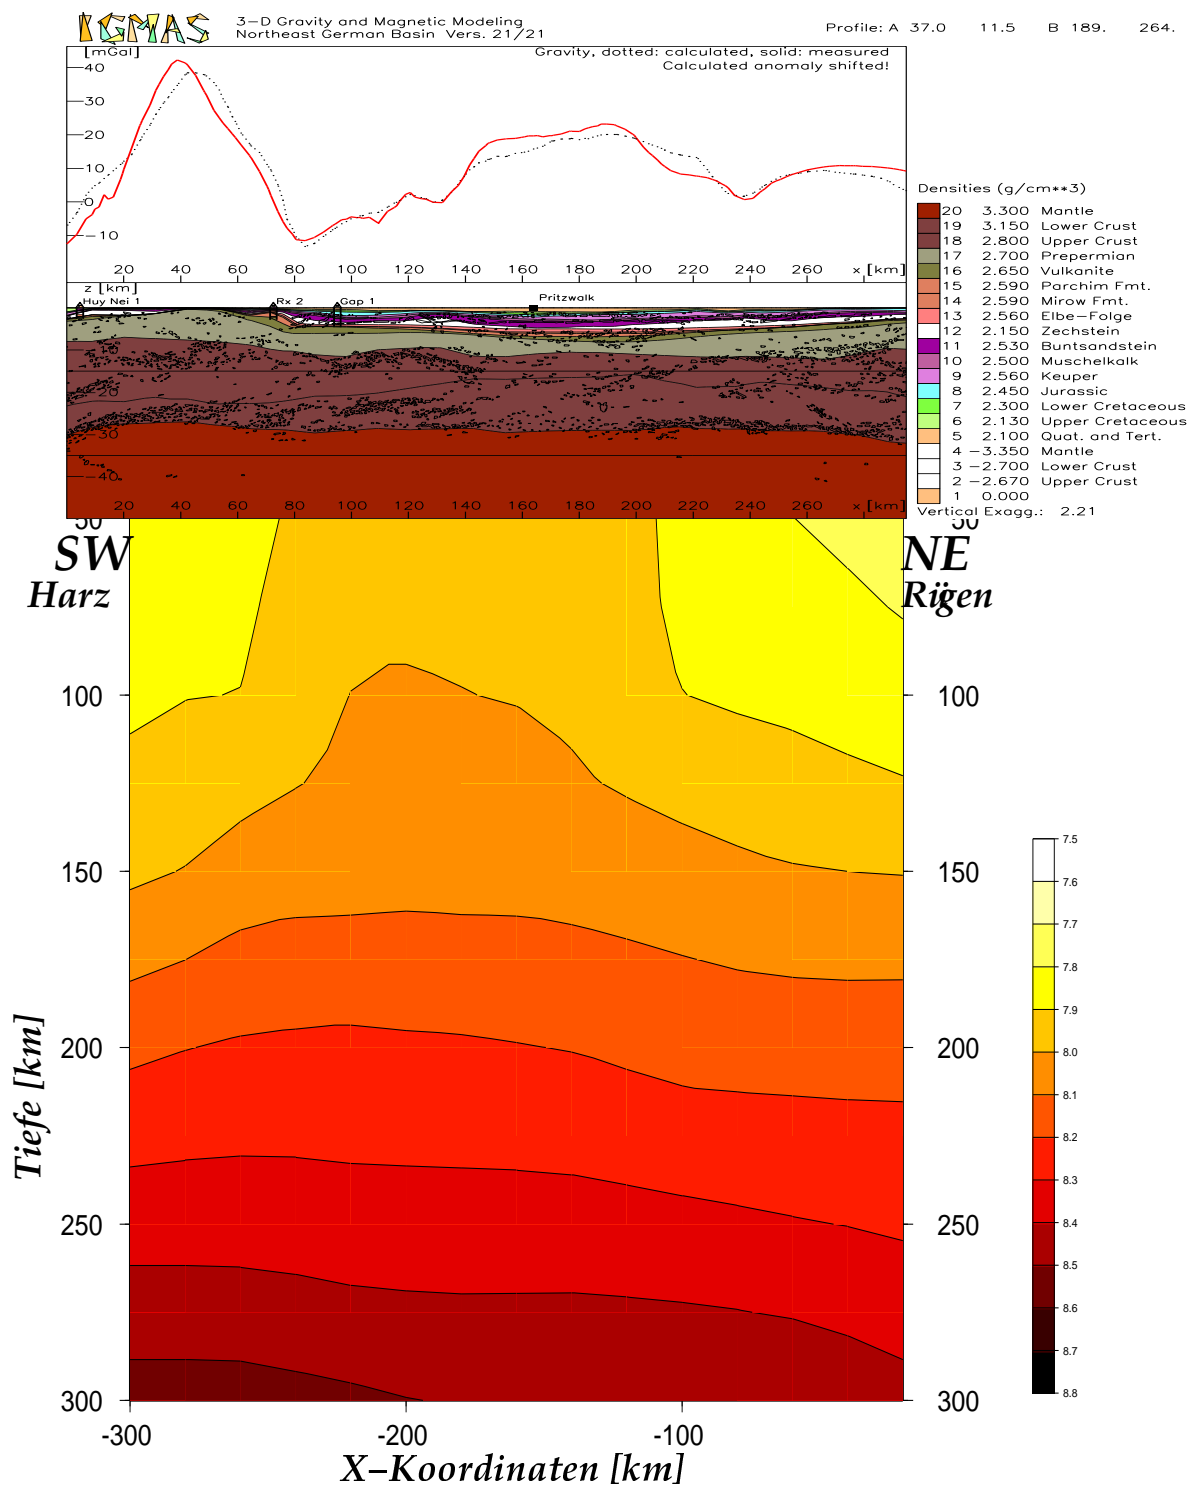 IGMAS
3-D Gravity and Magnetic Modeling
Northeast German Basin Vers. 21/21
Profile: A 37.0 11.5 B 189. 264.
[mGal]
Gravity, dotted: calculated, solid: measured
Calculated anomaly shifted!
40
30
20
10
0
-10
20 40 60 80 100 120 140 160 180 200 220 240 260 x [km]
z [km]
Huy Nei 1 Rx 2 Gap 1 Pritzwalk
-20
-30
-40
20 40 60 80 100 120 140 160 180 200 220 240 260 x [km]
Densities (g/cm**3)
20 3.300 Mantle
19 3.150 Lower Crust
18 2.800 Upper Crust
17 2.700 Prepermian
16 2.650 Vulkanite
15 2.590 Parchim Fmt.
14 2.590 Mirow Fmt.
13 2.560 Elbe-Folge
12 2.150 Zechstein
11 2.530 Buntsandstein
10 2.500 Muschelkalk
9 2.560 Keuper
8 2.450 Jurassic
7 2.300 Lower Cretaceous
6 2.130 Upper Cretaceous
5 2.100 Quat. and Tert.
4 -3.350 Mantle
3 -2.700 Lower Crust
2 -2.670 Upper Crust
1 0.000
Vertical Exagg.: 2.21
50 50
SW NE
Harz Rügen
100 100
150 150
200 200
250 250
300 300
Tiefe [km]
-300 -200 -100
X-Koordinaten [km]
7.5
7.6
7.7
7.8
7.9
8.0
8.1
8.2
8.3
8.4
8.5
8.6
8.7
8.8